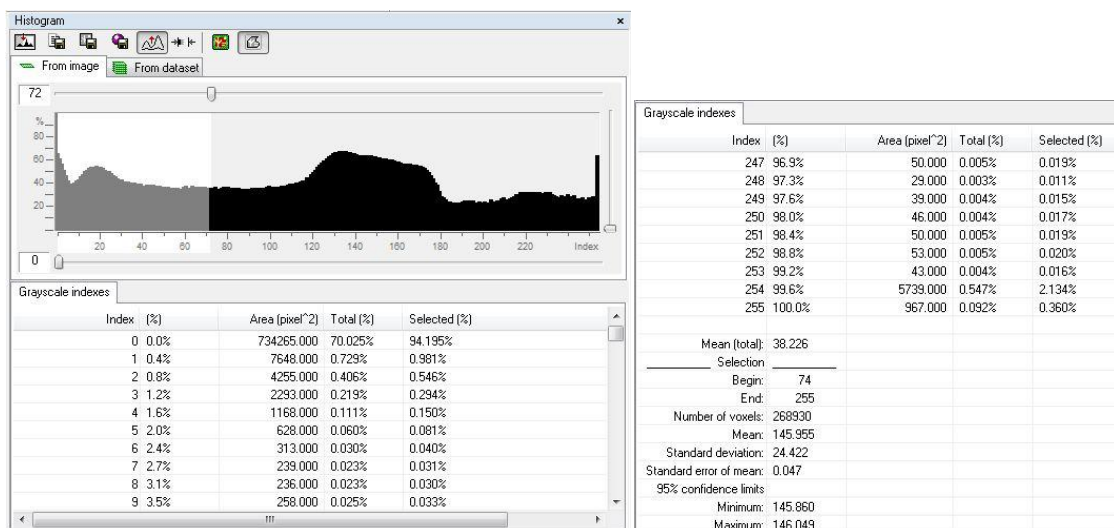 Histogram
From image From dataset
72
%
80
60
40
20
20 40 60 80 100 120 140 160 180 200 220 Index
0
Grayscale indexes
Index (%) Area (pixel^2) Total (%) Selected (%)
0 0.0% 734265.000 70.025% 94.195%
1 0.4% 7648.000 0.729% 0.981%
2 0.8% 4255.000 0.406% 0.546%
3 1.2% 2293.000 0.219% 0.294%
4 1.6% 1168.000 0.111% 0.150%
5 2.0% 628.000 0.060% 0.081%
6 2.4% 313.000 0.030% 0.040%
7 2.7% 239.000 0.023% 0.031%
8 3.1% 236.000 0.023% 0.030%
9 3.5% 258.000 0.025% 0.033%
Grayscale indexes
Index (%) Area (pixel^2) Total (%) Selected (%)
247 96.9% 50.000 0.005% 0.019%
248 97.3% 29.000 0.003% 0.011%
249 97.6% 39.000 0.004% 0.015%
250 98.0% 46.000 0.004% 0.017%
251 98.4% 50.000 0.005% 0.019%
252 98.8% 53.000 0.005% 0.020%
253 99.2% 43.000 0.004% 0.016%
254 99.6% 5739.000 0.547% 2.134%
255 100.0% 967.000 0.092% 0.360%
Mean (total): 38.226
Selection
Begin: 74
End: 255
Number of voxels: 268930
Mean: 145.955
Standard deviation: 24.422
Standard error of mean: 0.047
95% confidence limits
Minimum: 145.860
Maximum: 146.049